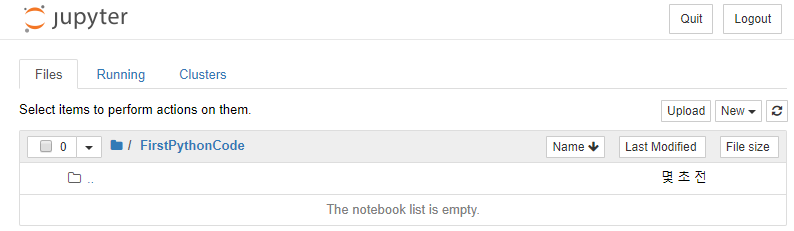 jupyter Quit Logout
Files Running Clusters
Select items to perform actions on them. Upload New
0 / FirstPythonCode Name Last Modified File size
.. 몇 초 전
The notebook list is empty.